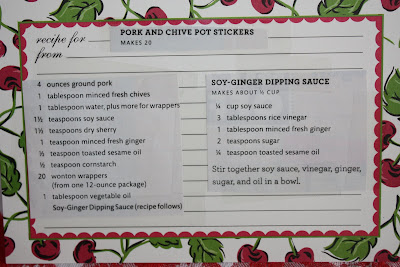 recipe for
PORK AND CHIVE POT STICKERS
MAKES 20
from
4 ounces ground pork
1 tablespoon minced fresh chives
1 tablespoon water, plus more for wrappers
1½ teaspoons soy sauce
1½ teaspoons dry sherry
1 teaspoon minced fresh ginger
½ teaspoon toasted sesame oil
½ teaspoon cornstarch
20 wonton wrappers
(from one 12-ounce package)
1 tablespoon vegetable oil
Soy-Ginger Dipping Sauce (recipe follows)
SOY-GINGER DIPPING SAUCE
MAKES ABOUT ½ CUP
¼ cup soy sauce
3 tablespoons rice vinegar
1 tablespoon minced fresh ginger
2 teaspoons sugar
¼ teaspoon toasted sesame oil
Stir together soy sauce, vinegar, ginger,
sugar, and oil in a bowl.